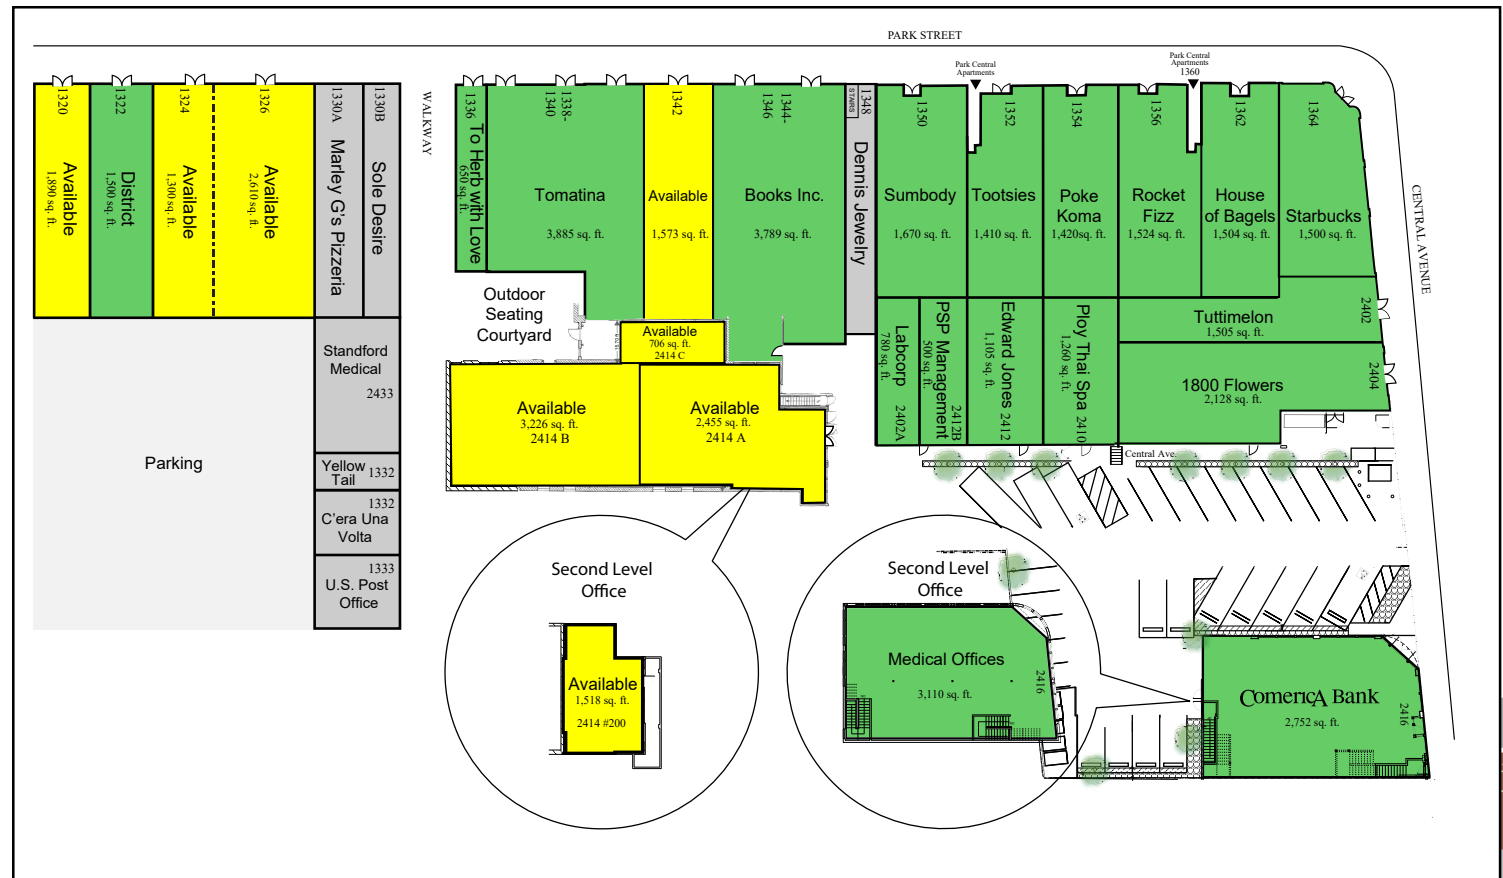 PARK STREET
CENTRAL AVENUE
WALKWAY
Park Central
Apartments
Park Central
Apartments
1360
1320
Available
1,890 sq. ft.
1322
District
1,500 sq. ft.
1324
Available
1,300 sq. ft.
1326
Available
2,610 sq. ft.
1330A
Marley G's Pizzeria
1330B
Sole Desire
Standford
Medical
2433
Yellow
Tail
1332
1332
C'era Una
Volta
1333
U.S. Post
Office
Parking
1336
To Herb with Love
650 sq. ft.
1338-
1340
Tomatina
3,885 sq. ft.
1342
Available
1,573 sq. ft.
1344-
1346
Books Inc.
3,789 sq. ft.
1348
STAIRS
Dennis Jewelry
1350
Sumbody
1,670 sq. ft.
1352
Tootsies
1,410 sq. ft.
1354
Poke
Koma
1,420sq. ft.
1356
Rocket
Fizz
1,524 sq. ft.
1362
House
of Bagels
1,504 sq. ft.
1364
Starbucks
1,500 sq. ft.
2402
Tuttimelon
1,505 sq. ft.
2404
1800 Flowers
2,128 sq. ft.
Labcorp
780 sq. ft.
2402A
PSP Management
500 sq. ft.
2412B
Edward Jones
1,105 sq. ft.
2412
Ploy Thai Spa
1,260 sq. ft.
2410
Central Ave.
Outdoor
Seating
Courtyard
Available
706 sq. ft.
2414 C
Available
3,226 sq. ft.
2414 B
Available
2,455 sq. ft.
2414 A
Second Level
Office
Available
1,518 sq. ft.
2414 #200
Second Level
Office
Medical Offices
3,110 sq. ft.
2416
ComericA Bank
2,752 sq. ft.
2416